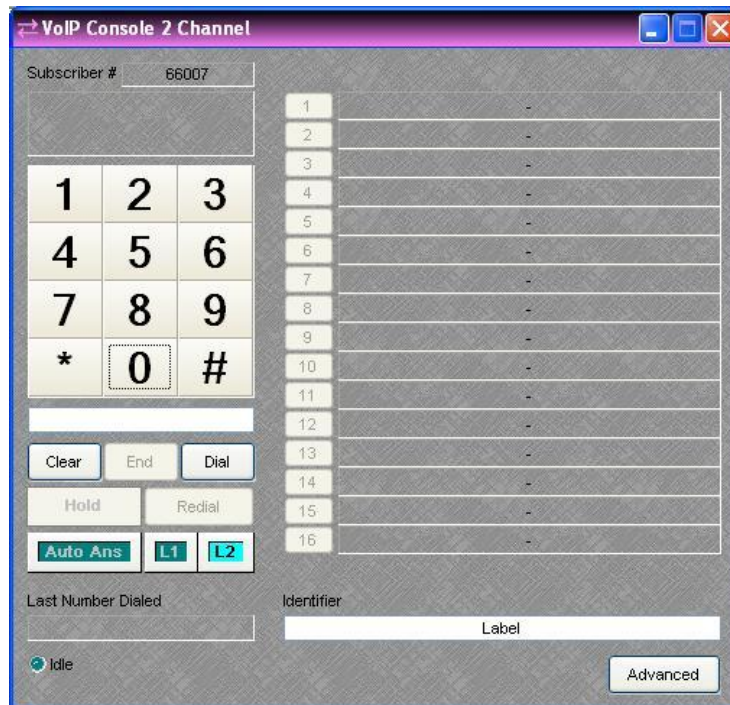 VoIP Console 2 Channel
Subscriber # 66007
1 2 3
4 5 6
7 8 9
* 0 #
Clear End Dial
Hold Redial
Auto Ans L1 L2
Last Number Dialed
Idle
1 -
2 -
3 -
4 -
5 -
6 -
7 -
8 -
9 -
10 -
11 -
12 -
13 -
14 -
15 -
16 -
Identifier
Label
Advanced